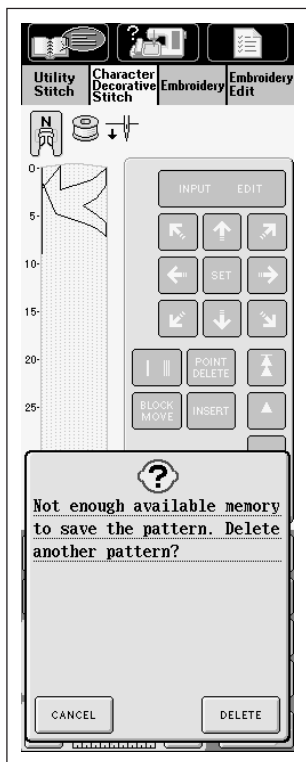 Utility Stitch
Character Decorative Stitch
Embroidery
Embroidery Edit
N
0-
5-
10-
15-
20-
25-
INPUT EDIT
SET
POINT DELETE
BLOCK MOVE
INSERT
?
Not enough available memory
to save the pattern. Delete
another pattern?
CANCEL
DELETE